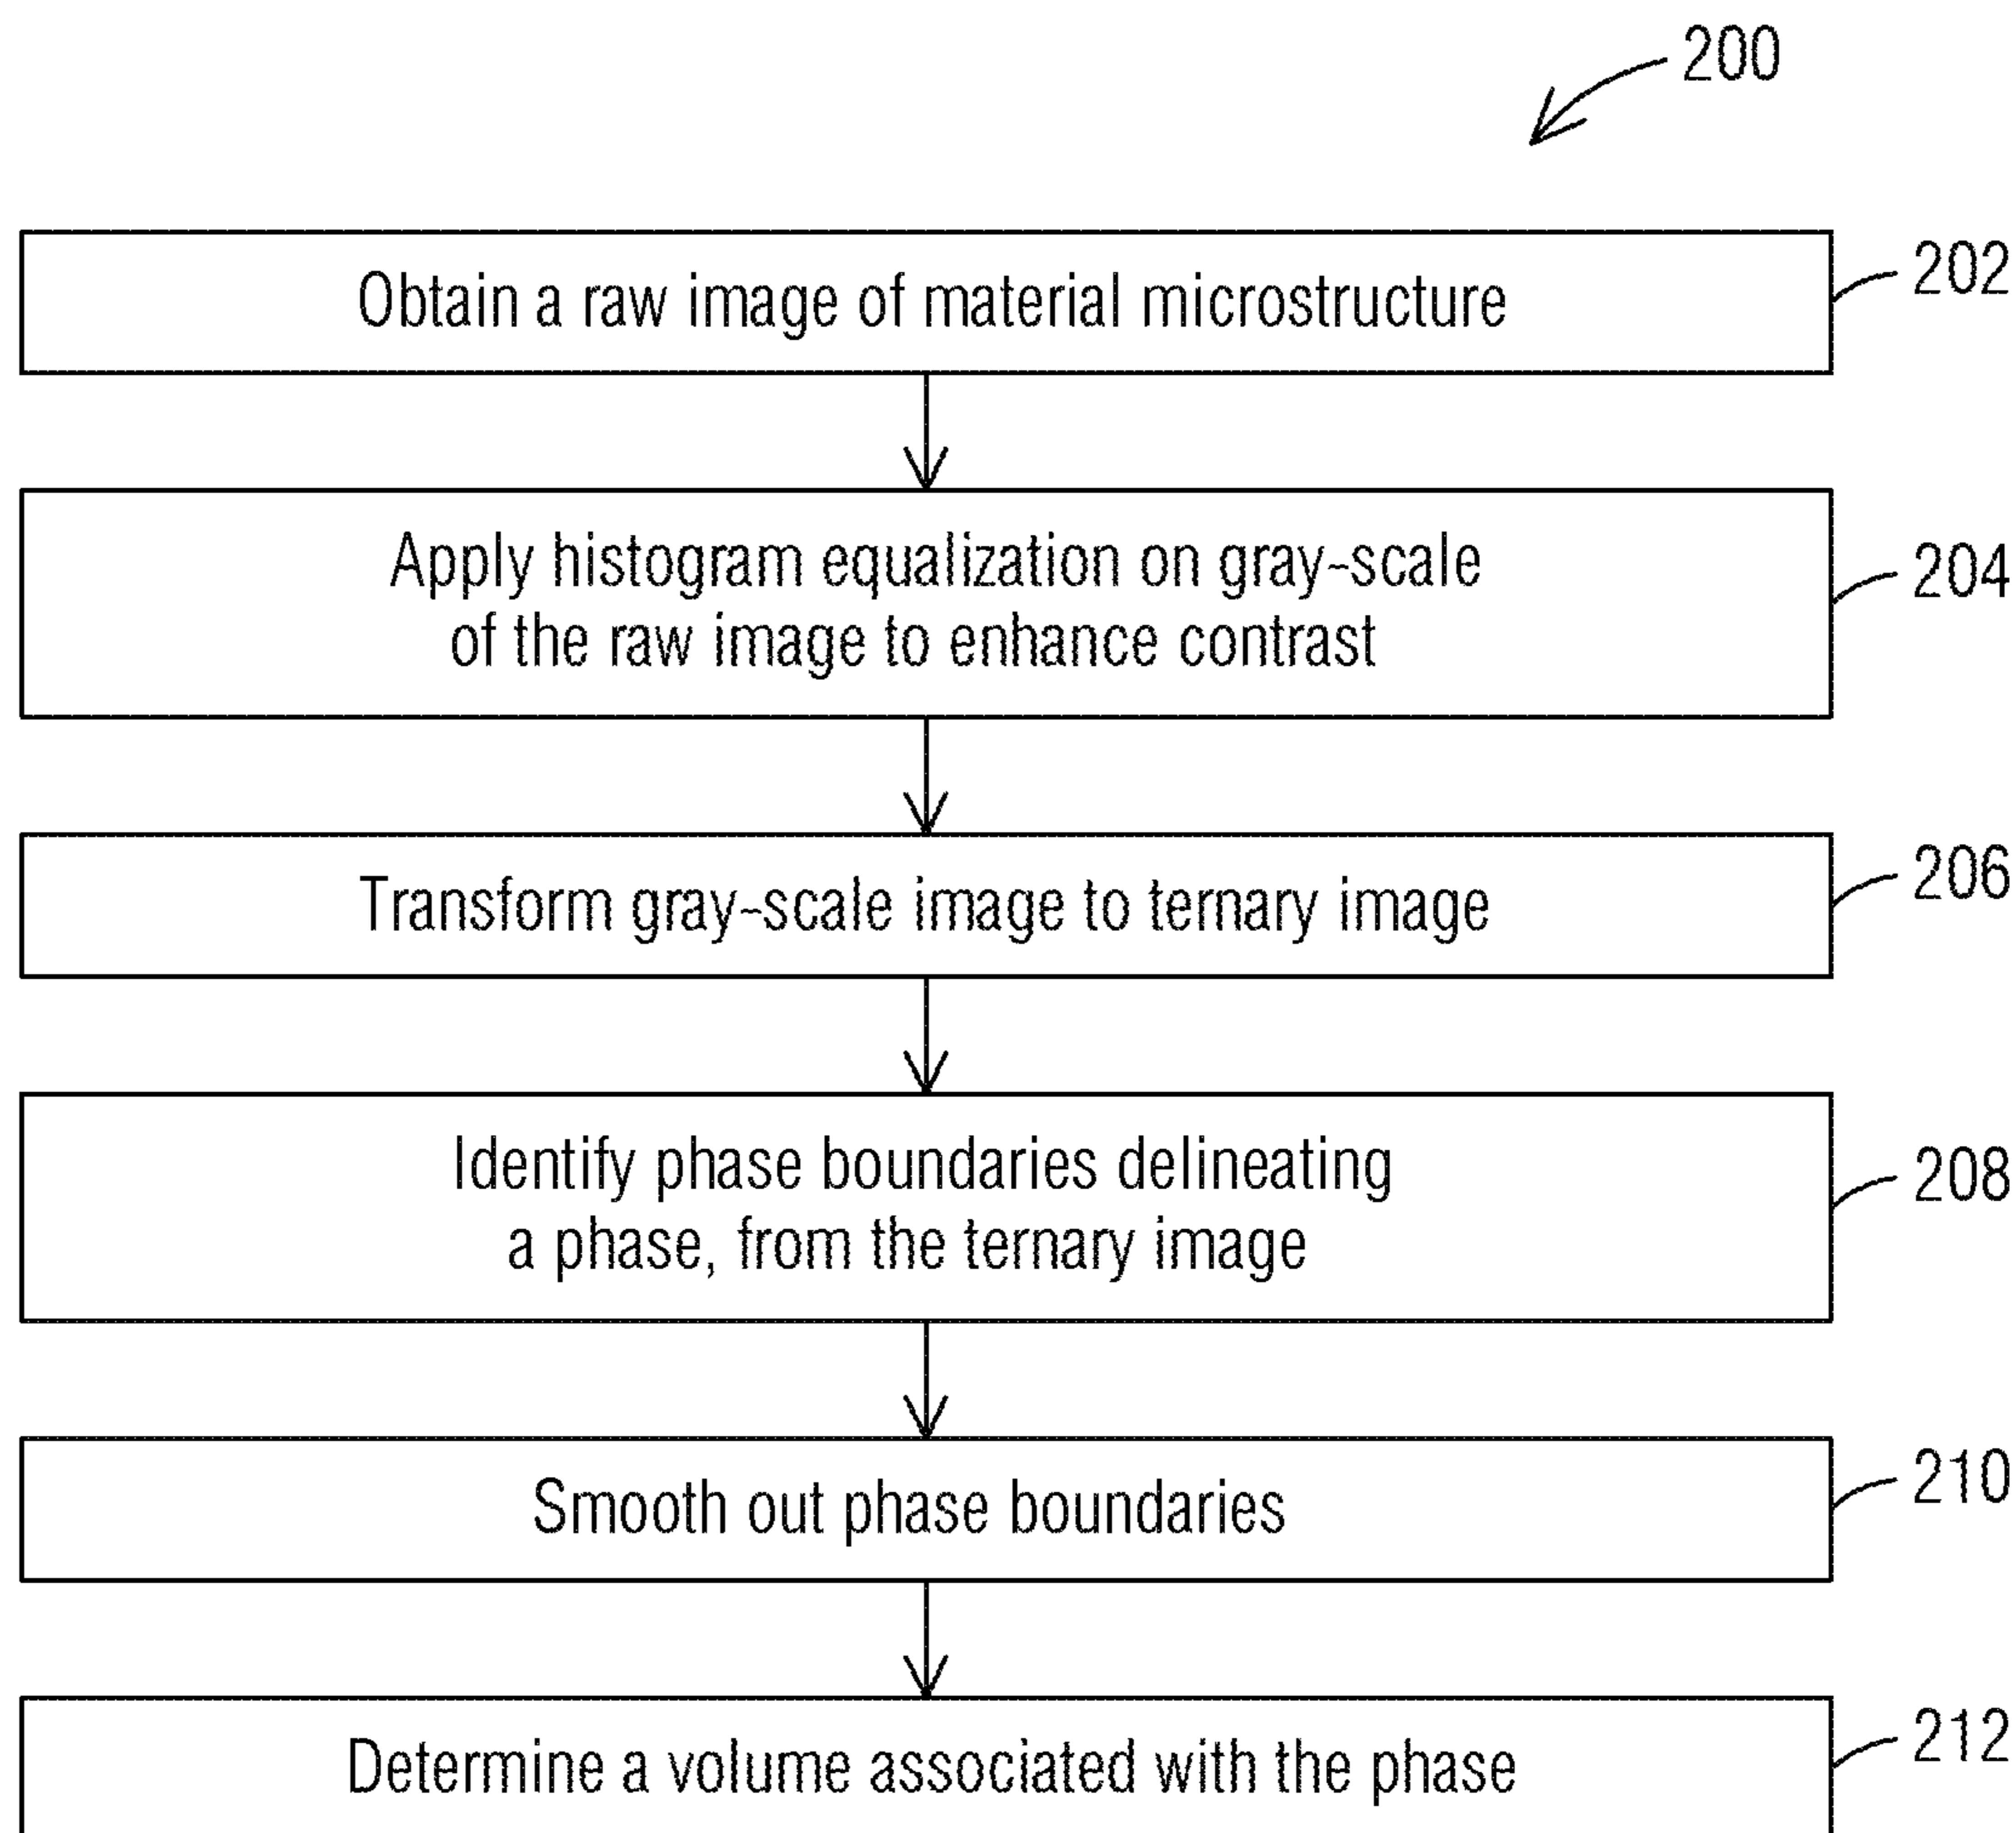 200
Obtain a raw image of material microstructure
202
Apply histogram equalization on gray-scale
of the raw image to enhance contrast
204
Transform gray-scale image to ternary image
206
Identify phase boundaries delineating
a phase, from the ternary image
208
Smooth out phase boundaries
210
Determine a volume associated with the phase
212